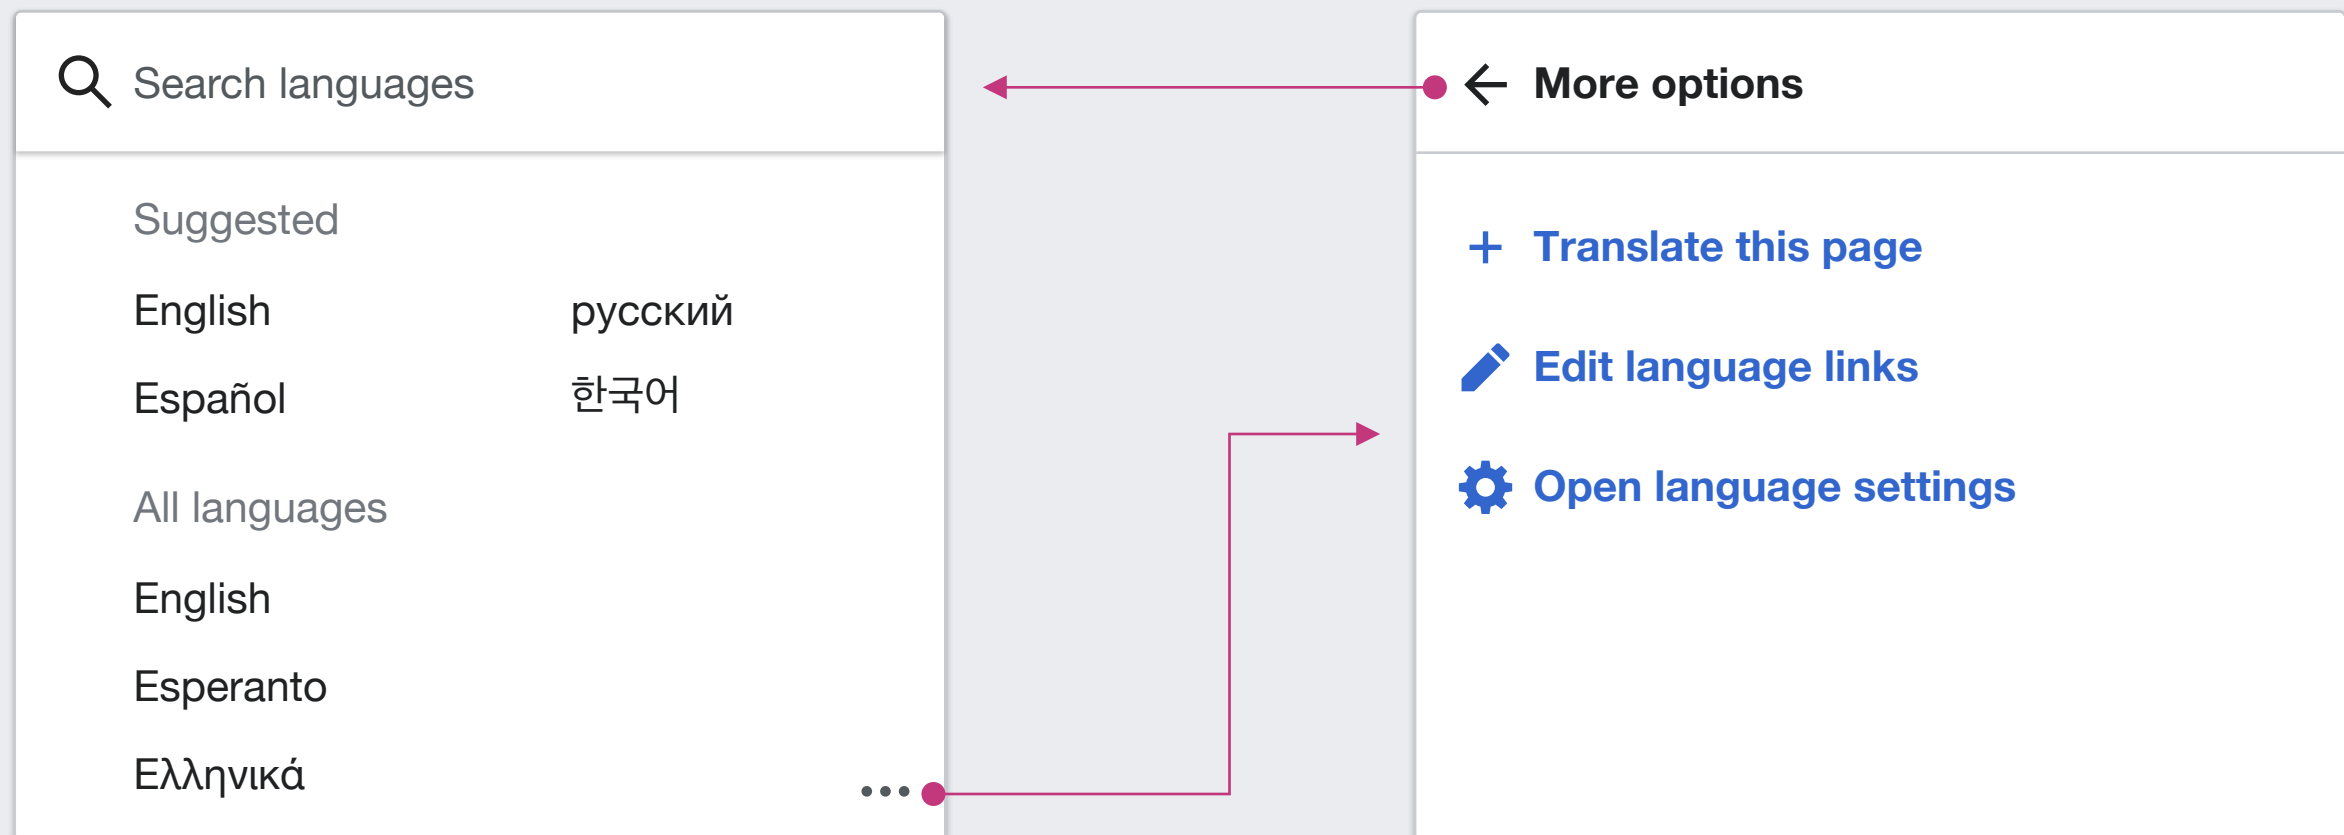 Search languages
Suggested
English русский
Español 한국어
All languages
English
Esperanto
Ελληνικά
More options
Translate this page
Edit language links
Open language settings